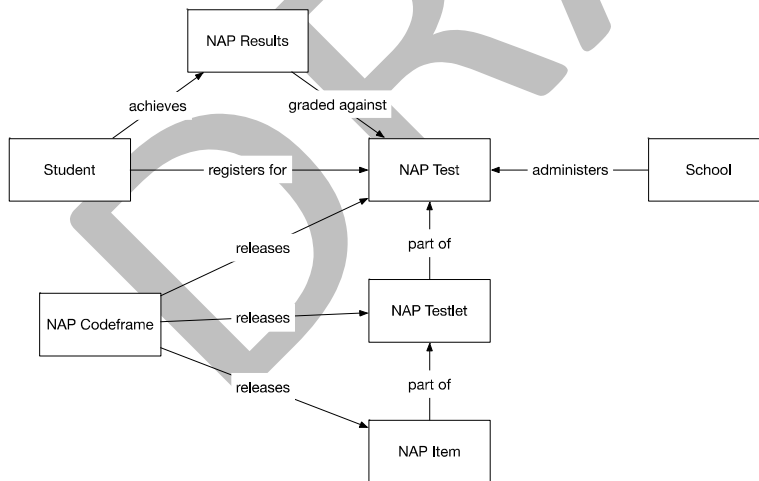 NAP Results
achieves
graded against
Student
registers for
NAP Test
administers
School
releases
part of
NAP Codeframe
releases
NAP Testlet
releases
part of
NAP Item